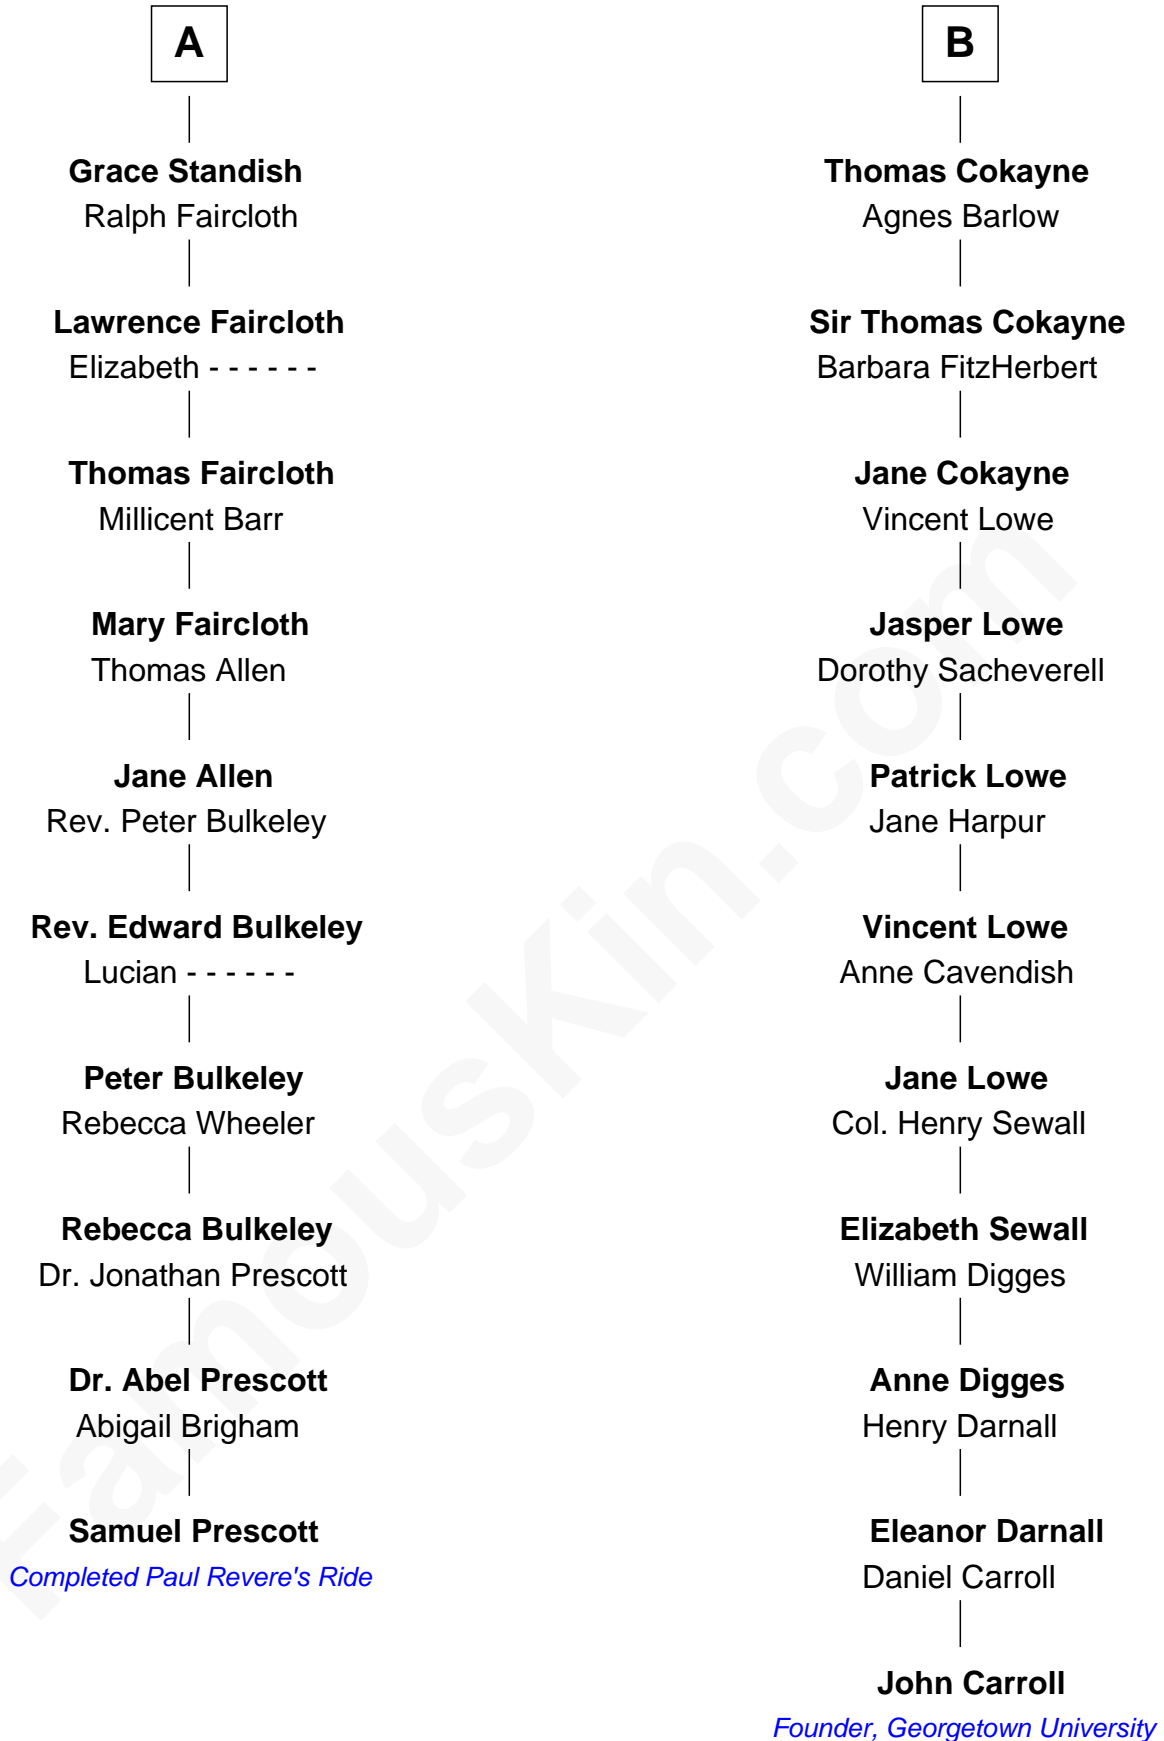 A
Grace Standish
Ralph Faircloth
Lawrence Faircloth
Elizabeth - - - - - -
Thomas Faircloth
Millicent Barr
Mary Faircloth
Thomas Allen
Jane Allen
Rev. Peter Bulkeley
Rev. Edward Bulkeley
Lucian - - - - - -
Peter Bulkeley
Rebecca Wheeler
Rebecca Bulkeley
Dr. Jonathan Prescott
Dr. Abel Prescott
Abigail Brigham
Samuel Prescott
Completed Paul Revere's Ride
B
Thomas Cokayne
Agnes Barlow
Sir Thomas Cokayne
Barbara FitzHerbert
Jane Cokayne
Vincent Lowe
Jasper Lowe
Dorothy Sacheverell
Patrick Lowe
Jane Harpur
Vincent Lowe
Anne Cavendish
Jane Lowe
Col. Henry Sewall
Elizabeth Sewall
William Digges
Anne Digges
Henry Darnall
Eleanor Darnall
Daniel Carroll
John Carroll
Founder, Georgetown University
FamousKin.com